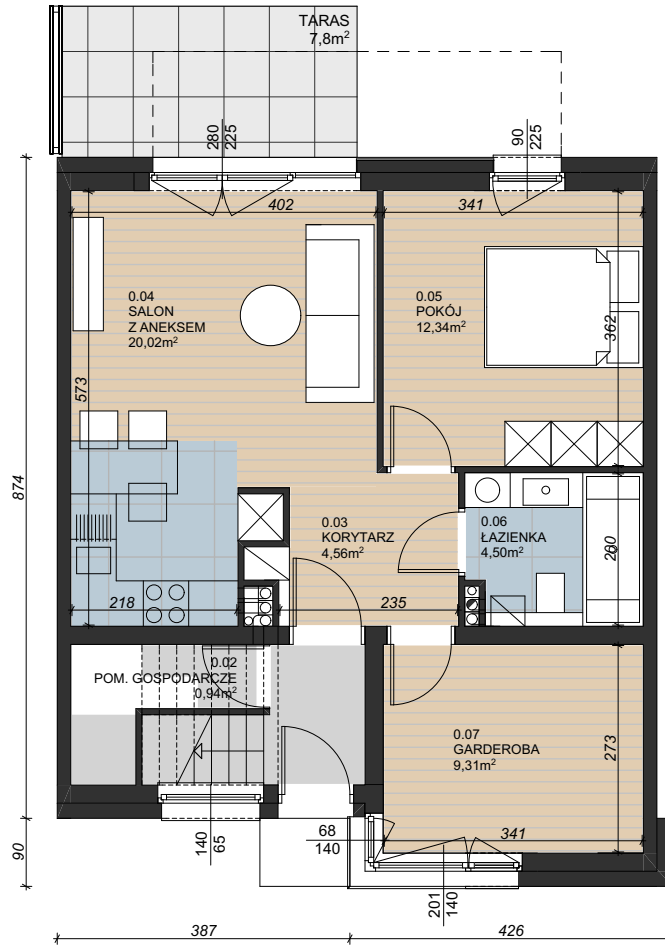 TARAS
7,8m²
280
225
90
225
402
341
0.04
SALON
Z ANEKSEM
20,02m²
0.05
POKÓJ
12,34m²
362
573
874
0.03
KORYTARZ
4,56m²
0.06
ŁAZIENKA
4,50m²
200
218
235
0.02
POM. GOSPODARCZE
0,94m²
0.07
GARDEROBA
9,31m²
273
140
65
68
140
341
90
201
140
387
426